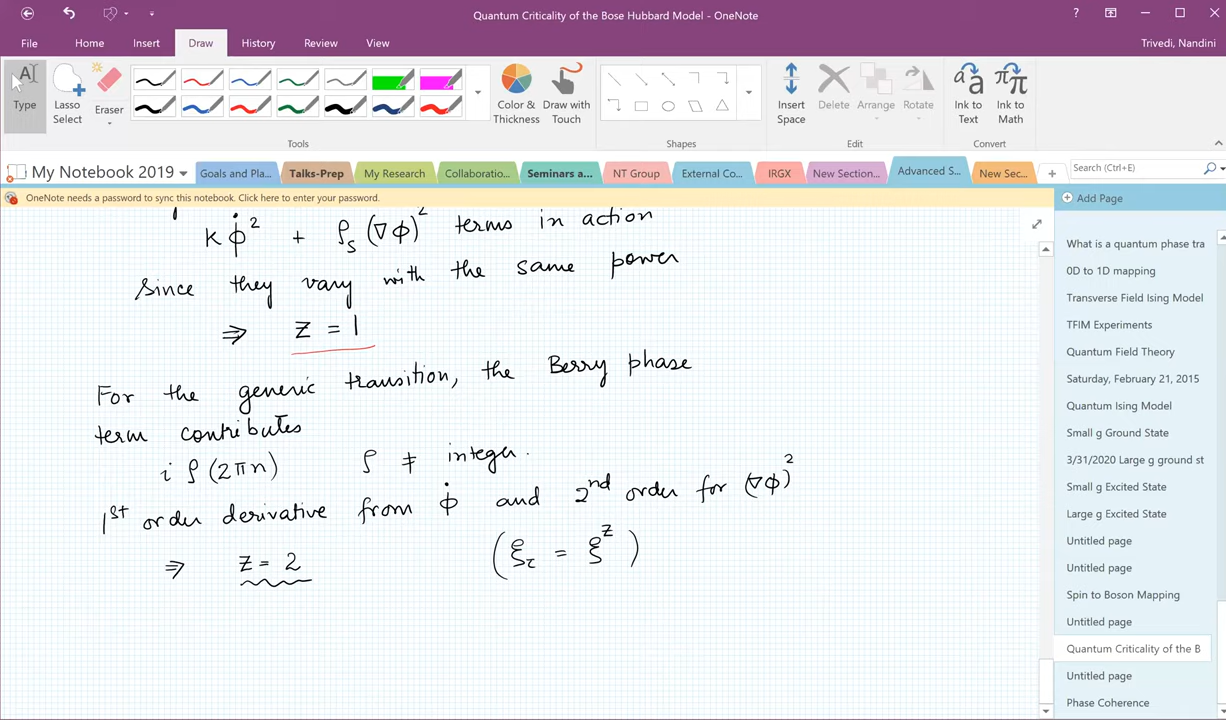 Quantum Criticality of the Bose Hubbard Model - OneNote
File Home Insert Draw History Review View
Trivedi, Nandini
Type
Lasso Select
Eraser
Color & Thickness
Draw with Touch
Insert Space
Delete
Arrange
Rotate
Ink to Text
Ink to Math
Tools
Shapes
Edit
Convert
My Notebook 2019
Goals and Pla...
Talks-Prep
My Research
Collaboratio...
Seminars a...
NT Group
External Co...
IRGX
New Section...
Advanced S...
New Sec...
Search (Ctrl+E)
OneNote needs a password to sync this notebook. Click here to enter your password.
κ φ̇² + ρₛ (∇φ)² terms in action
since they vary with the same power
⇒ z = 1
For the generic transition, the Berry phase
term contributes
i ρ (2πn) ρ ≠ integer.
1st order derivative from φ̇ and 2nd order for (∇φ)²
⇒ z = 2 (ξ_τ = ξ^z)
Add Page
What is a quantum phase tra
0D to 1D mapping
Transverse Field Ising Model
TFIM Experiments
Quantum Field Theory
Saturday, February 21, 2015
Quantum Ising Model
Small g Ground State
3/31/2020 Large g ground st
Small g Excited State
Large g Excited State
Untitled page
Untitled page
Spin to Boson Mapping
Untitled page
Quantum Criticality of the B
Untitled page
Phase Coherence